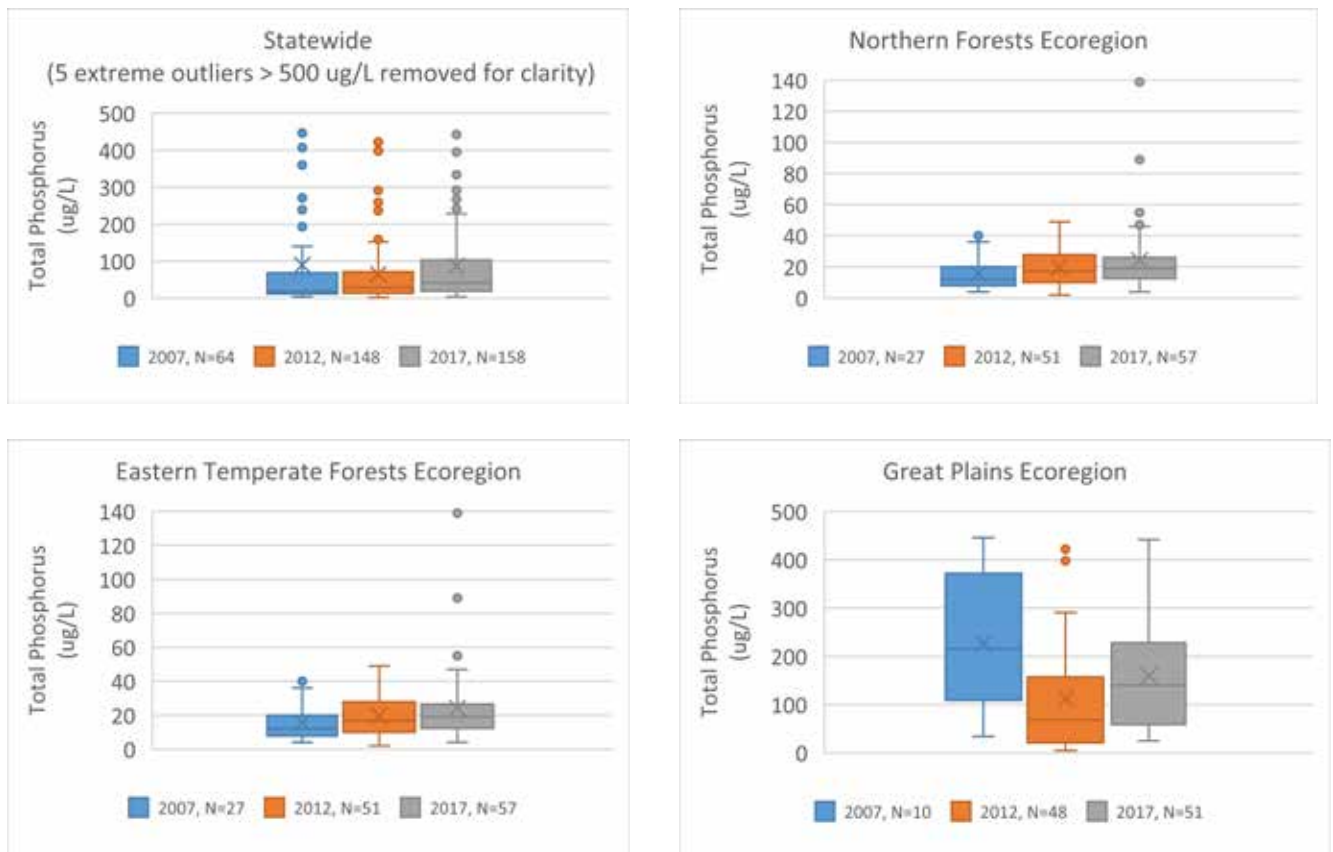 Statewide
(5 extreme outliers > 500 ug/L removed for clarity)
Total Phosphorus
(ug/L)
500
400
300
200
100
0
2007, N=64 2012, N=148 2017, N=158
Northern Forests Ecoregion
Total Phosphorus
(ug/L)
140
120
100
80
60
40
20
0
2007, N=27 2012, N=51 2017, N=57
Eastern Temperate Forests Ecoregion
Total Phosphorus
(ug/L)
140
120
100
80
60
40
20
0
2007, N=27 2012, N=51 2017, N=57
Great Plains Ecoregion
Total Phosphorus
(ug/L)
500
400
300
200
100
0
2007, N=10 2012, N=48 2017, N=51